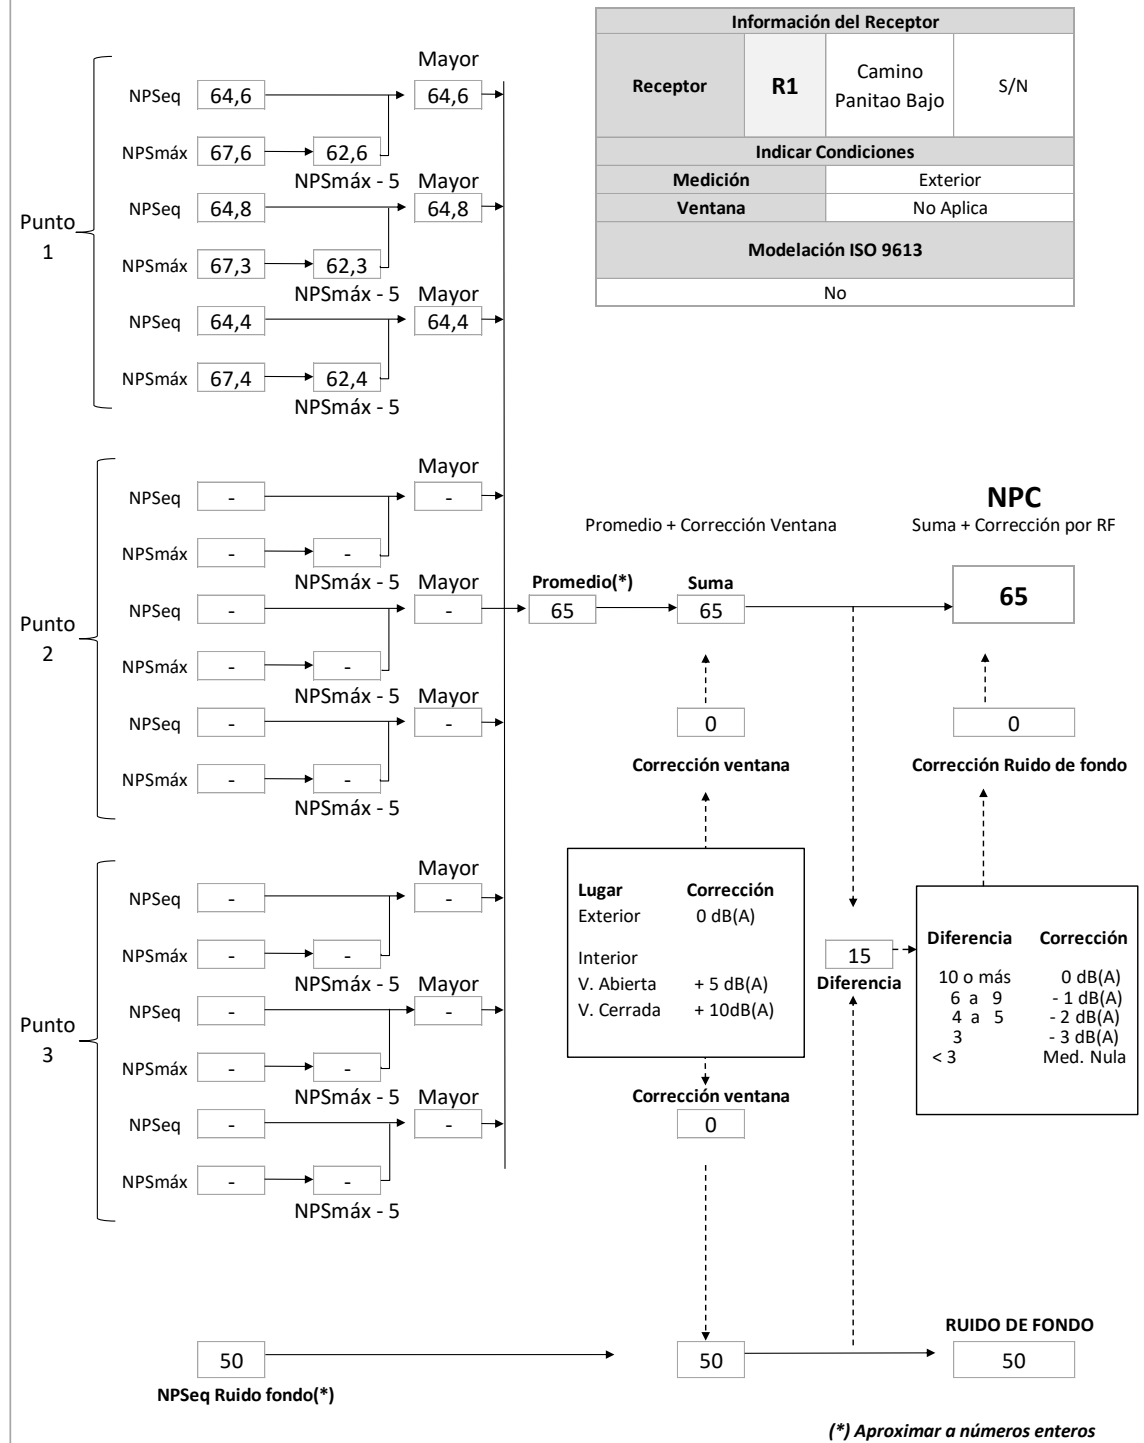 Información del Receptor
Receptor R1 Camino Panitao Bajo S/N
Indicar Condiciones
Medición Exterior
Ventana No Aplica
Modelación ISO 9613
No
Punto 1
Mayor
NPSeq 64,6 64,6
NPSmáx 67,6 62,6
NPSmáx - 5 Mayor
NPSeq 64,8 64,8
NPSmáx 67,3 62,3
NPSmáx - 5 Mayor
NPSeq 64,4 64,4
NPSmáx 67,4 62,4
NPSmáx - 5
Punto 2
Mayor
NPSeq - -
NPSmáx - -
NPSmáx - 5 Mayor
NPSeq - -
NPSmáx - -
NPSmáx - 5 Mayor
NPSeq - -
NPSmáx - -
NPSmáx - 5
Punto 3
Mayor
NPSeq - -
NPSmáx - -
NPSmáx - 5 Mayor
NPSeq - -
NPSmáx - -
NPSmáx - 5 Mayor
NPSeq - -
NPSmáx - -
NPSmáx - 5
NPC
Promedio + Corrección Ventana
Suma + Corrección por RF
Promedio(*) Suma
65 65 65
0
Corrección ventana
0
Corrección Ruido de fondo
Lugar Corrección
Exterior 0 dB(A)
Interior
V. Abierta + 5 dB(A)
V. Cerrada + 10dB(A)
15
Diferencia
Diferencia Corrección
10 o más 0 dB(A)
6 a 9 - 1 dB(A)
4 a 5 - 2 dB(A)
3 - 3 dB(A)
< 3 Med. Nula
Corrección ventana
0
RUIDO DE FONDO
50 50 50
NPSeq Ruido fondo(*)
(*) Aproximar a números enteros